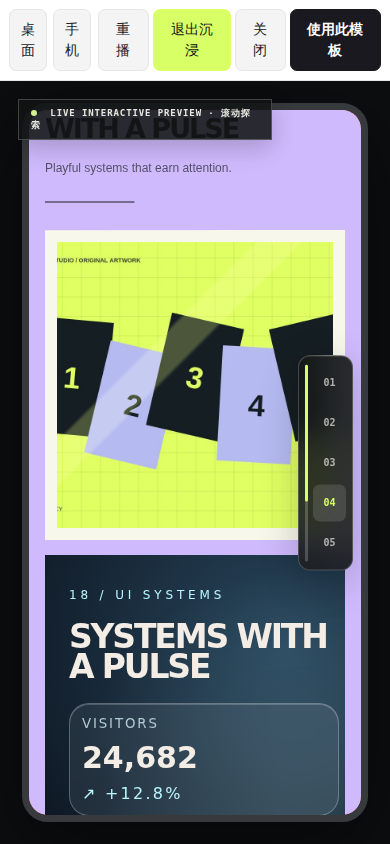 桌面
手机
重播
退出沉浸
关闭
使用此模板
LIVE INTERACTIVE PREVIEW · 滚动探索
WITH A PULSE
Playful systems that earn attention.
TUDIO / ORIGINAL ARTWORK
1
2
3
4
CY
01
02
03
04
05
18 / UI SYSTEMS
SYSTEMS WITH
A PULSE
VISITORS
24,682
↗ +12.8%